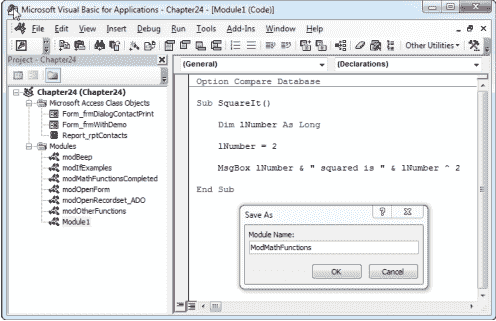 Microsoft Visual Basic for Applications - Chapter24 - [Module1 (Code)]
File Edit View Insert Debug Run Tools Add-Ins Window Help
Other Utilities
Project - Chapter24
(General) (Declarations)
Chapter24 (Chapter24)
Microsoft Access Class Objects
Form_frmDialogContactPrint
Form_frmWithDemo
Report_rptContacts
Modules
modBeep
modIfExamples
modMathFunctionsCompleted
modOpenForm
modOpenRecordset_ADO
modOtherFunctions
Module1
Option Compare Database
Sub SquareIt()
Dim lNumber As Long
lNumber = 2
MsgBox lNumber & " squared is " & lNumber ^ 2
End Sub
Save As
Module Name:
ModMathFunctions
OK Cancel